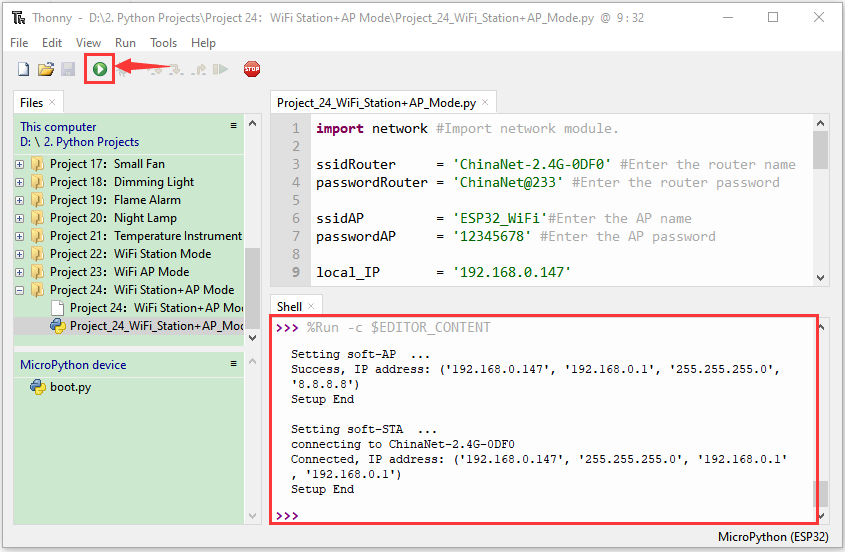 Thonny - D:\2. Python Projects\Project 24：WiFi Station+AP Mode\Project_24_WiFi_Station+AP_Mode.py @ 9 : 32
File Edit View Run Tools Help
STOP
Files
This computer
D: \ 2. Python Projects
Project 17：Small Fan
Project 18：Dimming Light
Project 19：Flame Alarm
Project 20：Night Lamp
Project 21：Temperature Instrument
Project 22：WiFi Station Mode
Project 23：WiFi AP Mode
Project 24：WiFi Station+AP Mode
Project 24：WiFi Station+AP Mo
Project_24_WiFi_Station+AP_Mo
MicroPython device
boot.py
Project_24_WiFi_Station+AP_Mode.py
1 import network #Import network module.
2
3 ssidRouter = 'ChinaNet-2.4G-0DF0' #Enter the router name
4 passwordRouter = 'ChinaNet@233' #Enter the router password
5
6 ssidAP = 'ESP32_WiFi'#Enter the AP name
7 passwordAP = '12345678' #Enter the AP password
8
9 local_IP = '192.168.0.147'
Shell
>>> %Run -c $EDITOR_CONTENT
Setting soft-AP ...
Success, IP address: ('192.168.0.147', '192.168.0.1', '255.255.255.0',
'8.8.8.8')
Setup End
Setting soft-STA ...
connecting to ChinaNet-2.4G-0DF0
Connected, IP address: ('192.168.0.147', '255.255.255.0', '192.168.0.1'
, '192.168.0.1')
Setup End
>>>
MicroPython (ESP32)